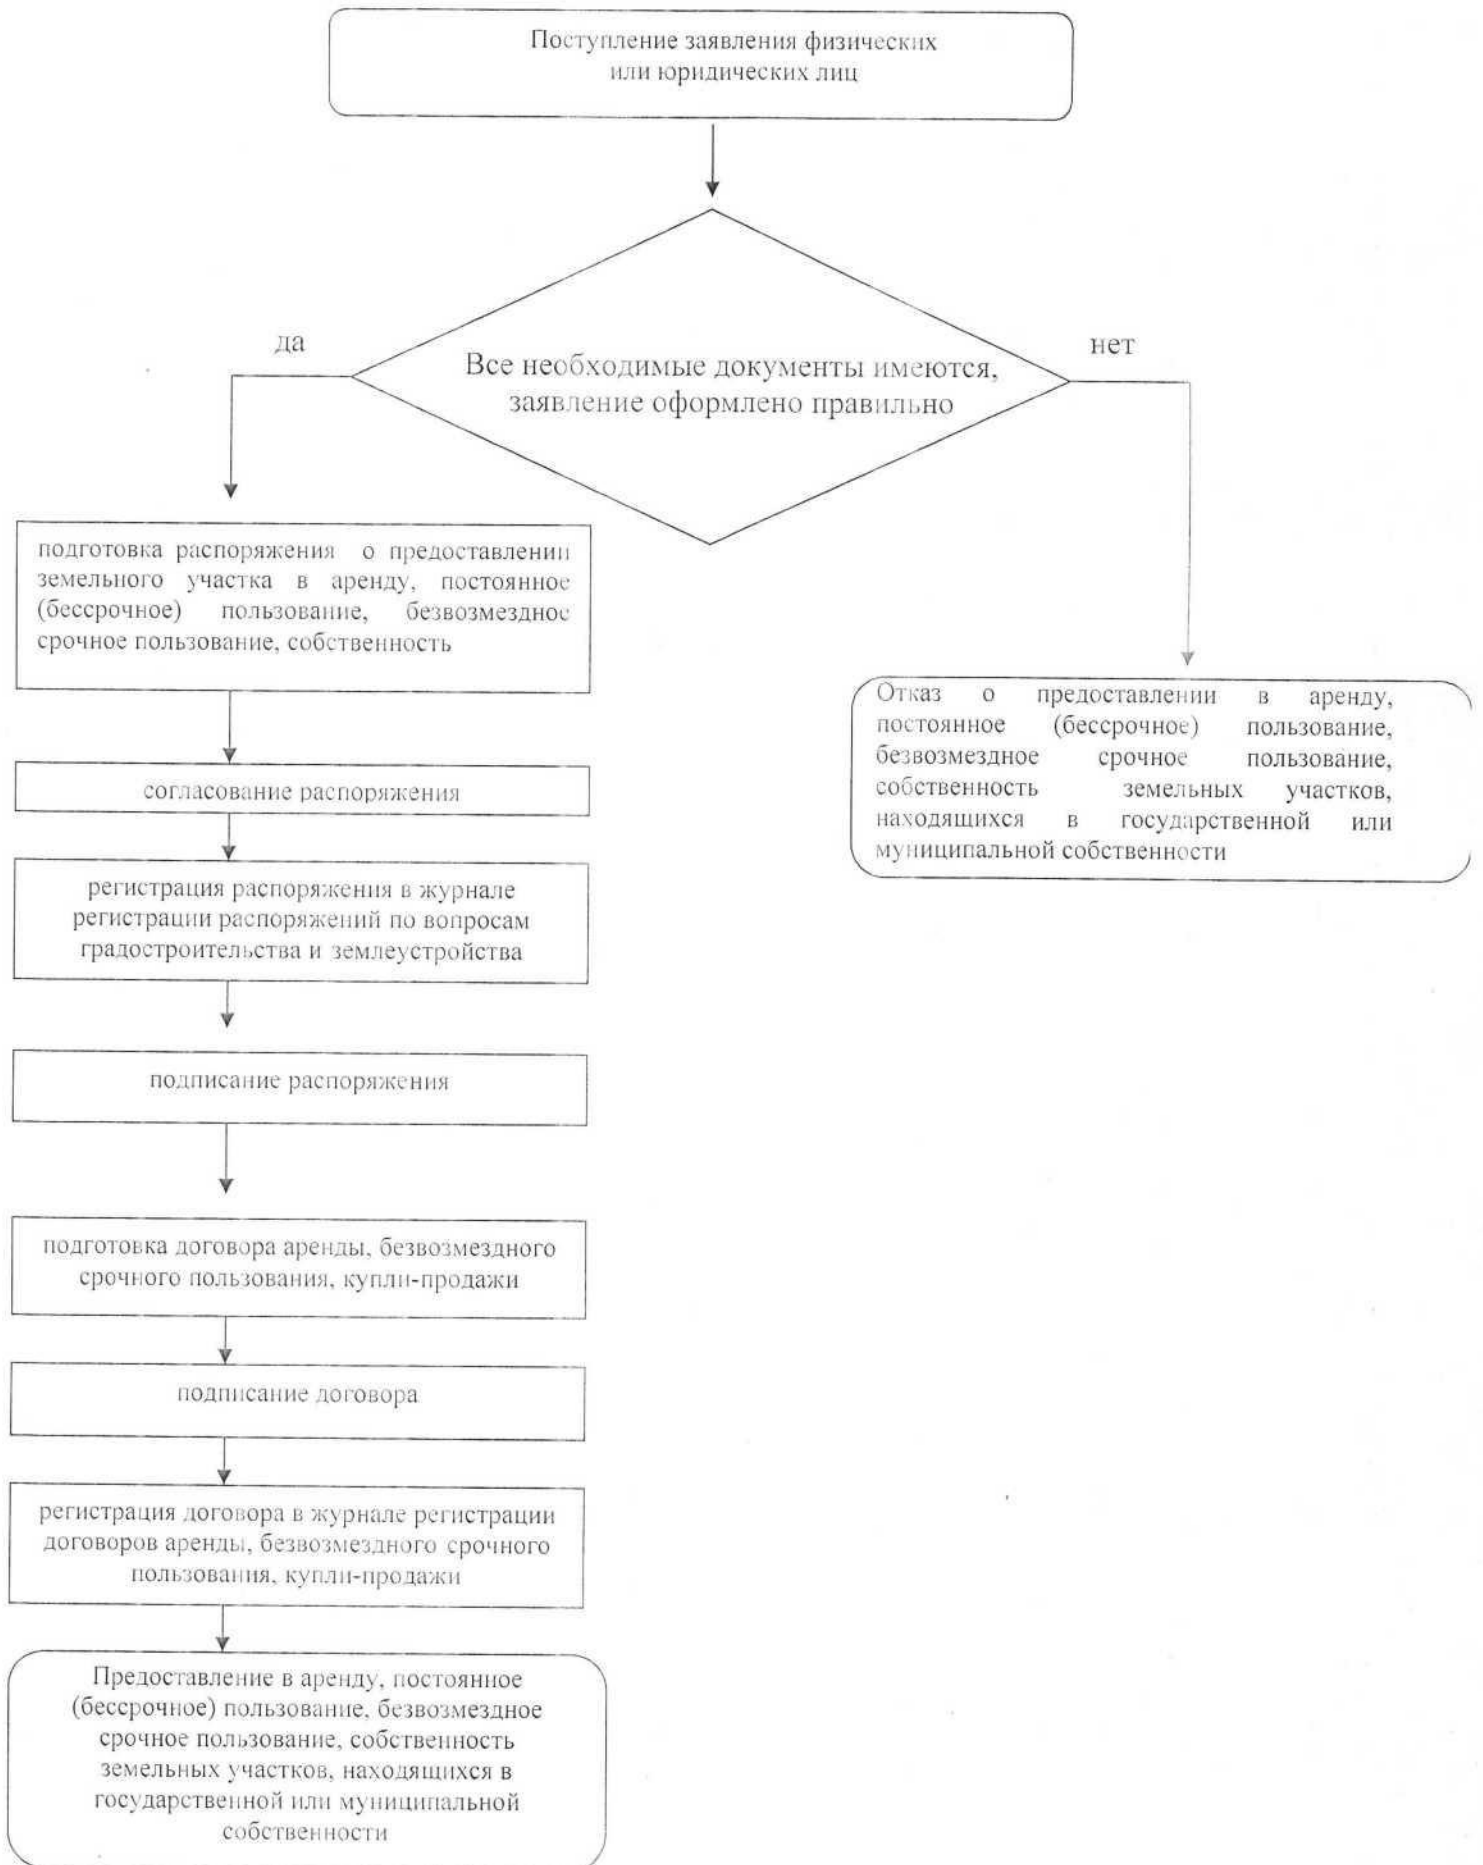 Поступление заявления физических
или юридических лиц
да
нет
Все необходимые документы имеются,
заявление оформлено правильно
подготовка распоряжения о предоставлении
земельного участка в аренду, постоянное
(бессрочное) пользование, безвозмездное
срочное пользование, собственность
Отказ о предоставлении в аренду,
постоянное (бессрочное) пользование,
безвозмездное срочное пользование,
собственность земельных участков,
находящихся в государственной или
муниципальной собственности
согласование распоряжения
регистрация распоряжения в журнале
регистрации распоряжений по вопросам
градостроительства и землеустройства
подписание распоряжения
подготовка договора аренды, безвозмездного
срочного пользования, купли-продажи
подписание договора
регистрация договора в журнале регистрации
договоров аренды, безвозмездного срочного
пользования, купли-продажи
Предоставление в аренду, постоянное
(бессрочное) пользование, безвозмездное
срочное пользование, собственность
земельных участков, находящихся в
государственной или муниципальной
собственности